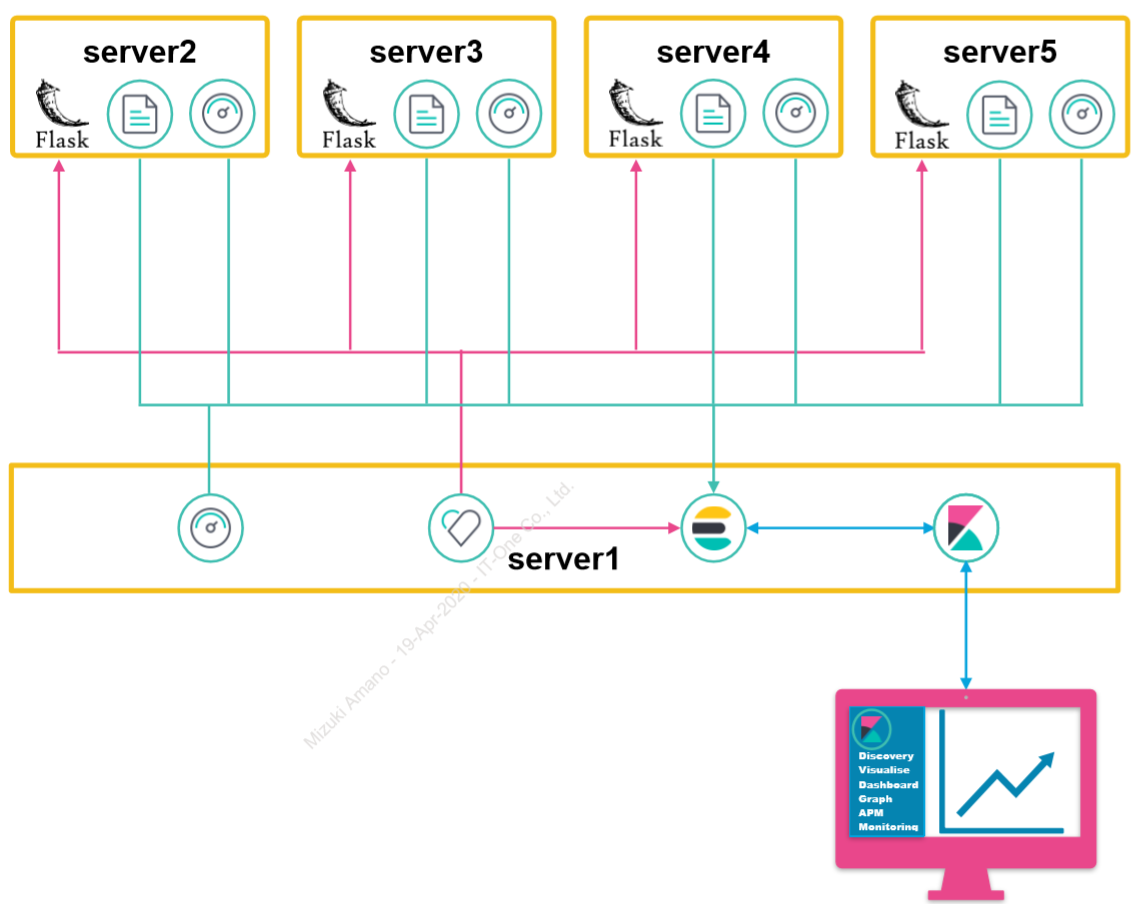 server2
server3
server4
server5
Flask
Flask
Flask
Flask
server1
Mizuki Amano - 19-Apr-2020 - IT-One Co., Ltd.
Discovery
Visualise
Dashboard
Graph
APM
Monitoring